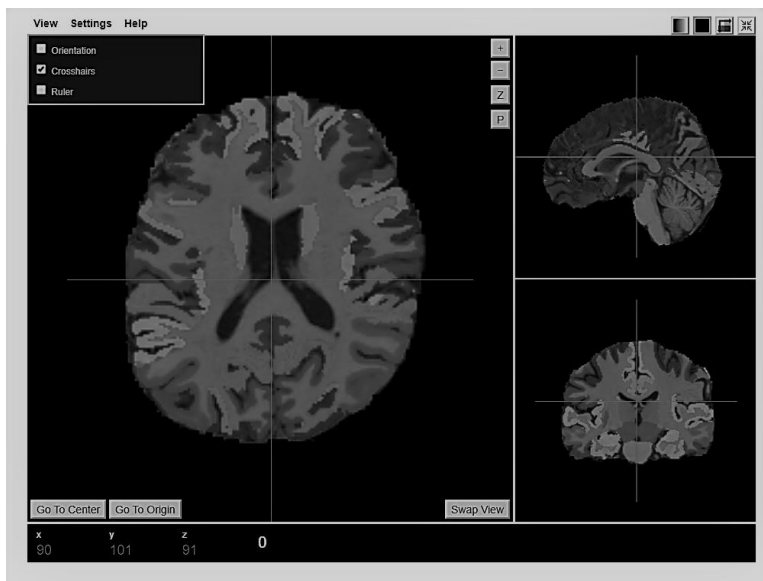 View Settings Help
Orientation
Crosshairs
Ruler
+
−
Z
P
Go To Center Go To Origin Swap View
x y z 0
90 101 91